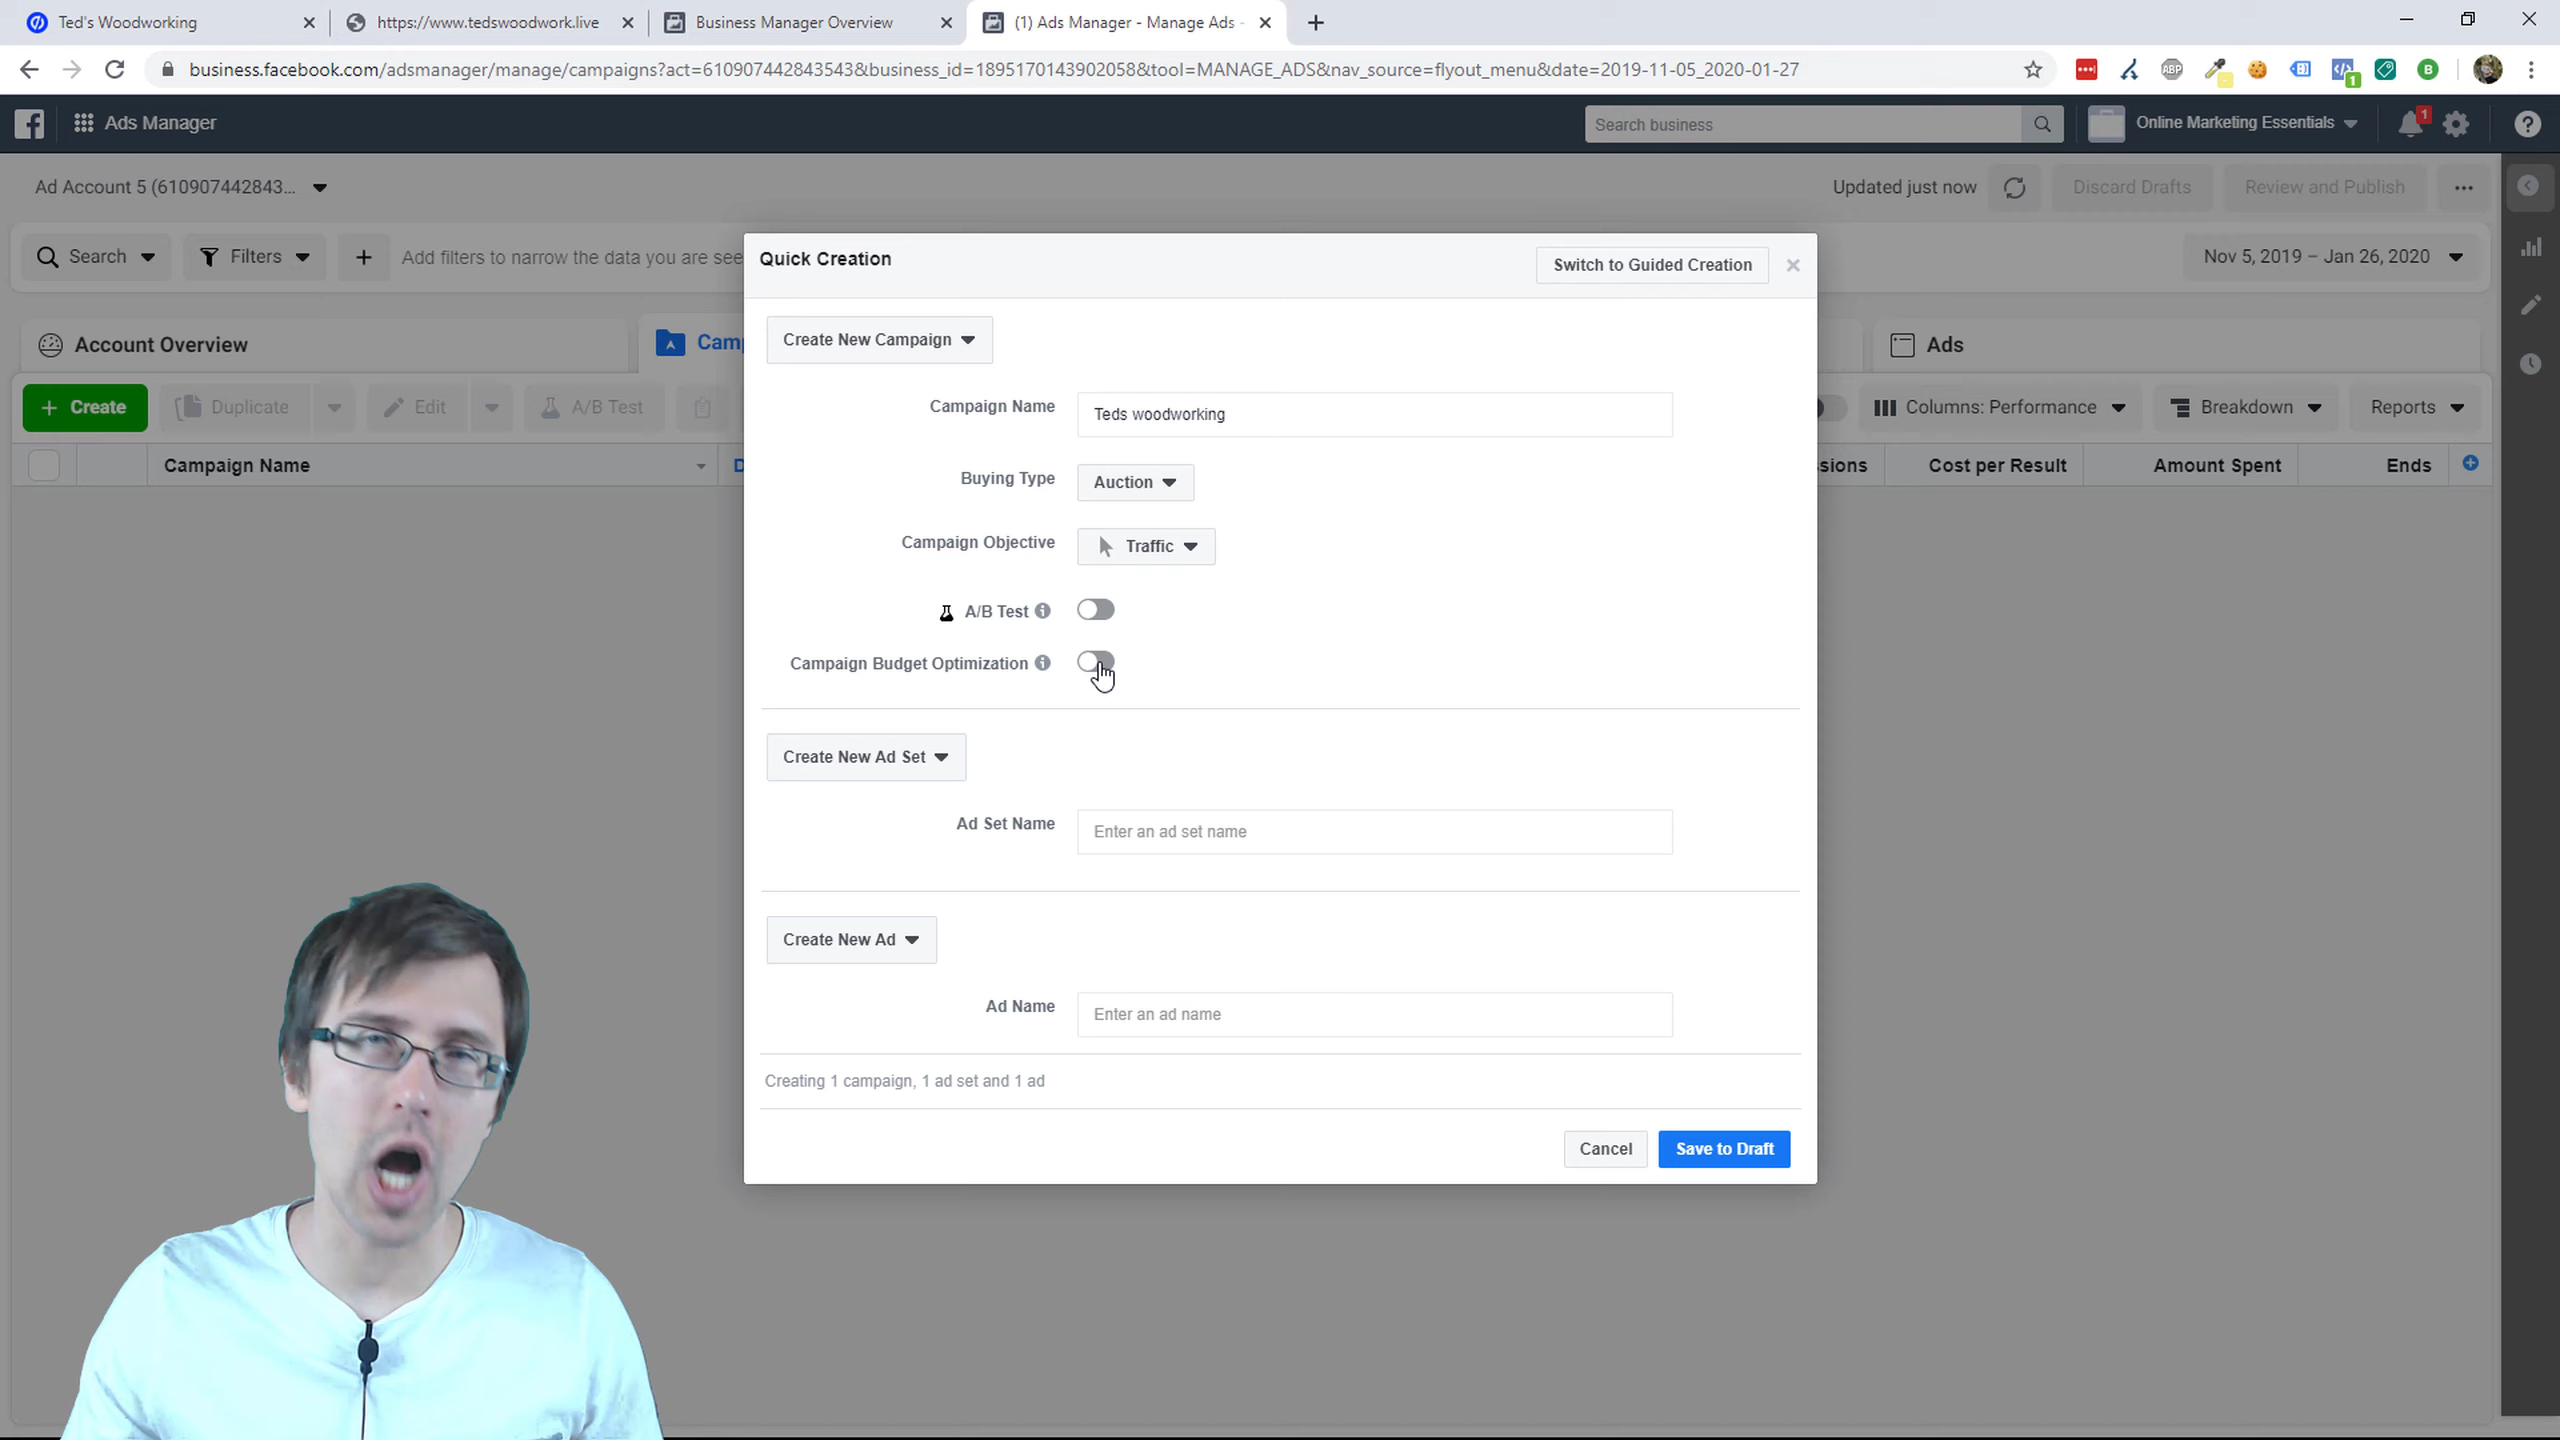 Ted's Woodworking
https://www.tedswoodwork.live
Business Manager Overview
(1) Ads Manager - Manage Ads -
business.facebook.com/adsmanager/manage/campaigns?act=610907442843543&business_id=1895170143902058&tool=MANAGE_ADS&nav_source=flyout_menu&date=2019-11-05_2020-01-27
ABP
1
B
Ads Manager
Search business
Online Marketing Essentials
1
Ad Account 5 (610907442843...
Updated just now
Discard Drafts
Review and Publish
Search
Filters
Add filters to narrow the data you are see
Nov 5, 2019 – Jan 26, 2020
Quick Creation
Switch to Guided Creation
Account Overview
Camp
Ads
Create New Campaign
Create
Duplicate
Edit
A/B Test
Columns: Performance
Breakdown
Reports
Campaign Name
Teds woodworking
Campaign Name
D
sions
Cost per Result
Amount Spent
Ends
Buying Type
Auction
Campaign Objective
Traffic
A/B Test
Campaign Budget Optimization
Create New Ad Set
Ad Set Name
Enter an ad set name
Create New Ad
Ad Name
Enter an ad name
Creating 1 campaign, 1 ad set and 1 ad
Cancel
Save to Draft